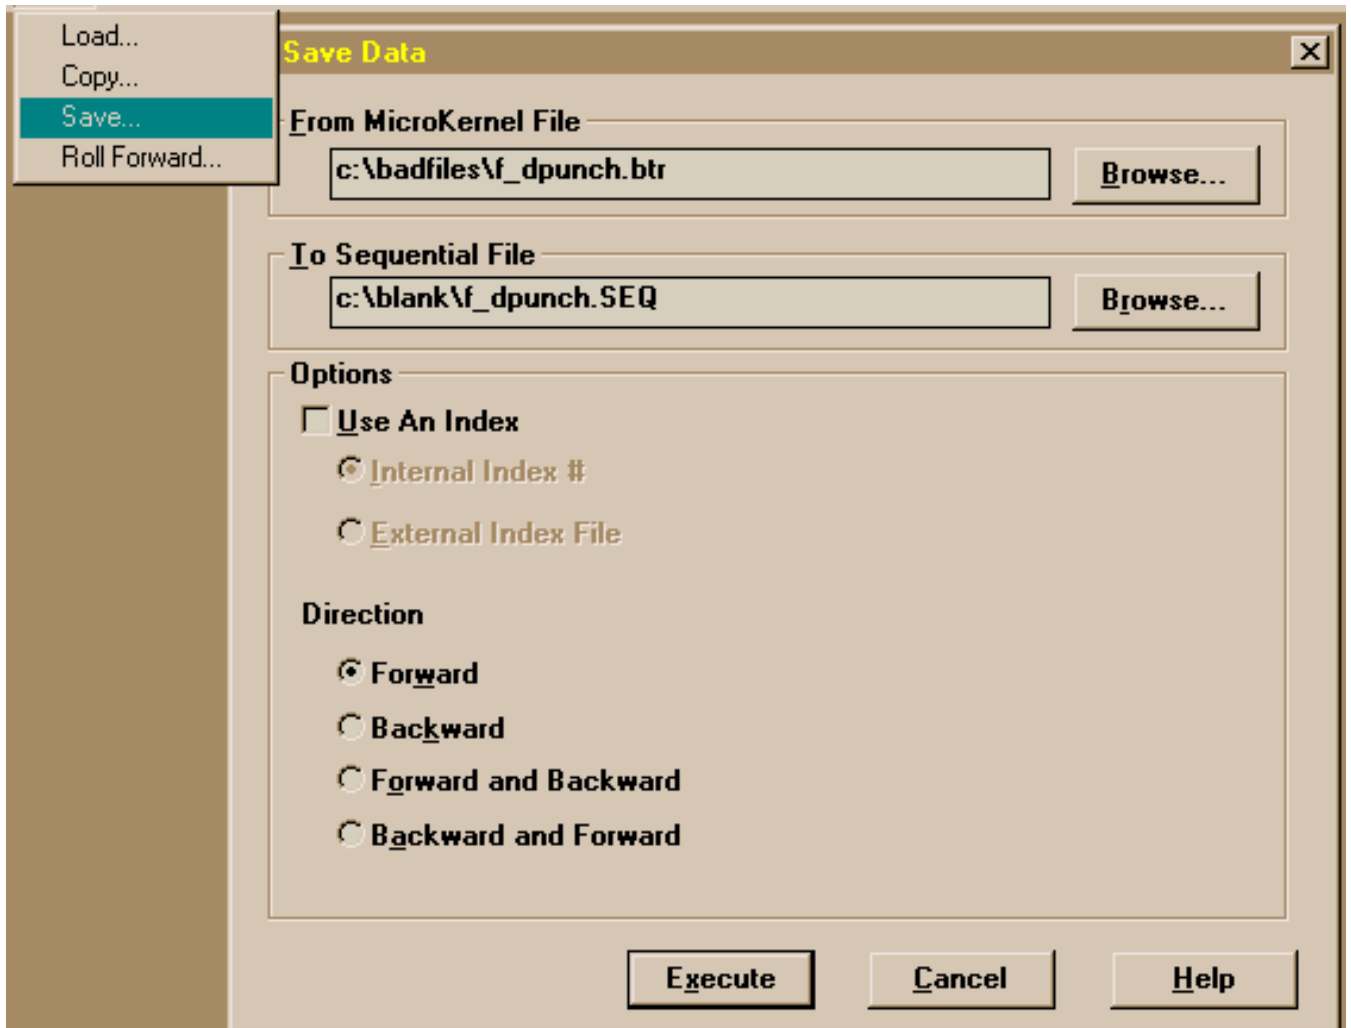 Load...
Copy...
Save...
Roll Forward...
Save Data
From MicroKernel File
c:\badfiles\f_dpunch.btr
Browse...
To Sequential File
c:\blank\f_dpunch.SEQ
Browse...
Options
Use An Index
Internal Index #
External Index File
Direction
Forward
Backward
Forward and Backward
Backward and Forward
Execute
Cancel
Help